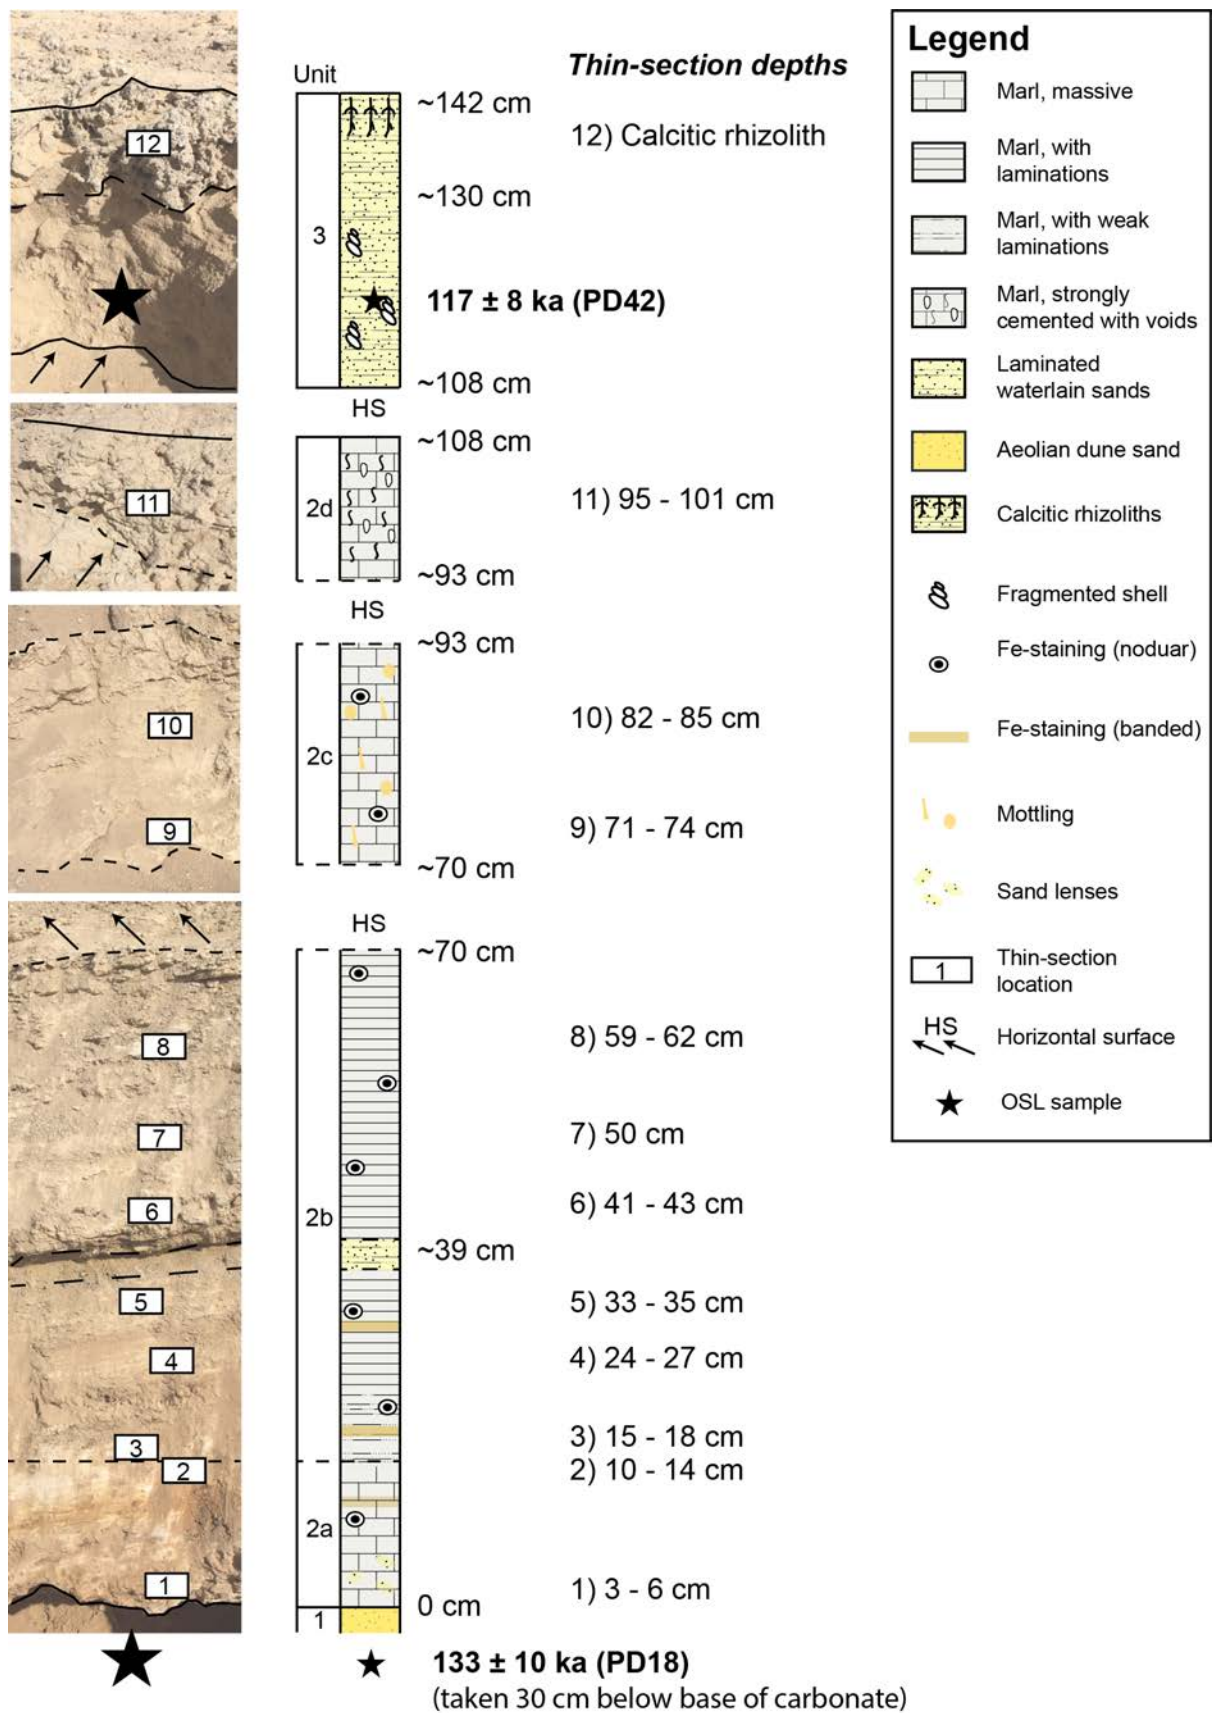 Unit
Thin-section depths
~142 cm
12
12) Calcitic rhizolith
~130 cm
3
117 ± 8 ka (PD42)
~108 cm
HS
~108 cm
11
2d
11) 95 - 101 cm
~93 cm
HS
~93 cm
10
10) 82 - 85 cm
2c
9
9) 71 - 74 cm
~70 cm
HS
~70 cm
8
8) 59 - 62 cm
7
7) 50 cm
6
6) 41 - 43 cm
2b
~39 cm
5
5) 33 - 35 cm
4
4) 24 - 27 cm
3
3) 15 - 18 cm
2
2) 10 - 14 cm
2a
1
1) 3 - 6 cm
0 cm
1
133 ± 10 ka (PD18)
(taken 30 cm below base of carbonate)
Legend
Marl, massive
Marl, with
laminations
Marl, with weak
laminations
Marl, strongly
cemented with voids
Laminated
waterlain sands
Aeolian dune sand
Calcitic rhizoliths
Fragmented shell
Fe-staining (noduar)
Fe-staining (banded)
Mottling
Sand lenses
1
Thin-section
location
HS
Horizontal surface
OSL sample